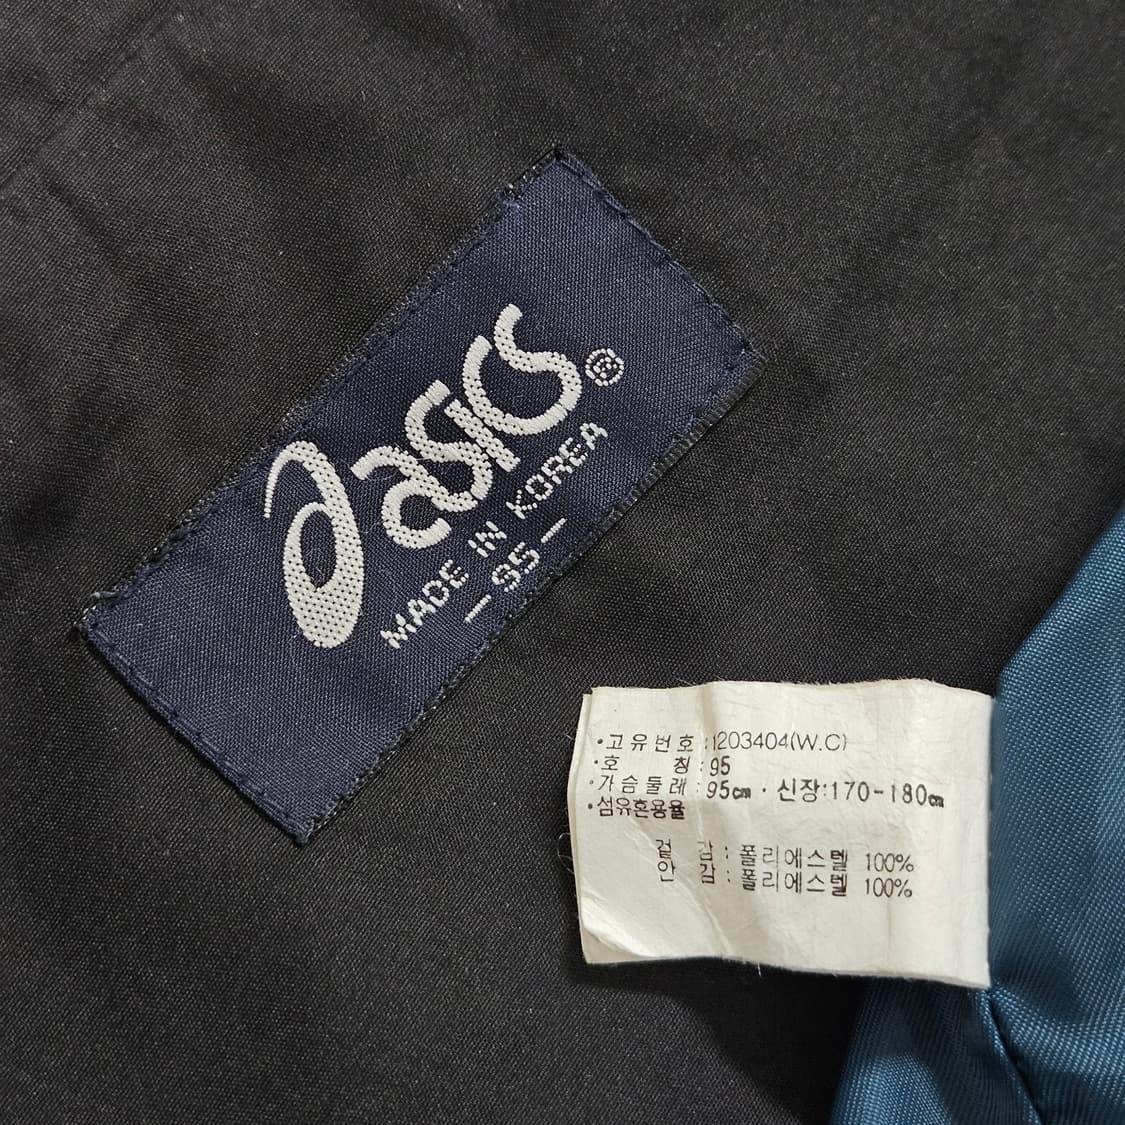 asics®
MADE IN KOREA
— 95 —
•고유번호:1203404(W.C)
•호 칭:95
•가슴둘레:95cm·신장:170-180cm
•섬유혼용율
겉 감:폴리에스텔 100%
안 감:폴리에스텔 100%